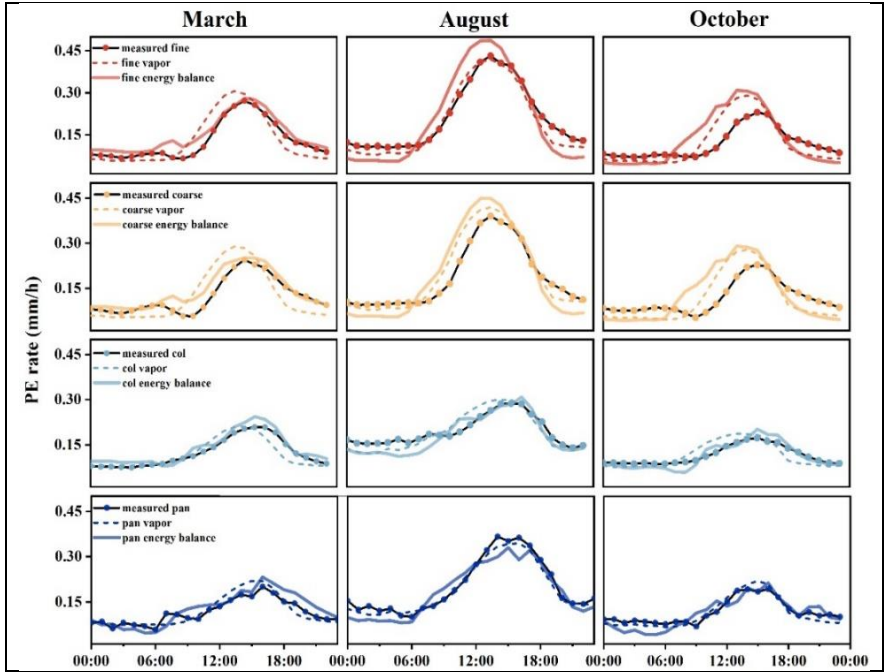 March August October
0.45
measured fine
fine vapor
0.30
fine energy balance
0.15
0.45
measured coarse
coarse vapor
coarse energy balance
0.30
0.15
PE rate (mm/h)
0.45
measured col
col vapor
col energy balance
0.30
0.15
0.45
measured pan
pan vapor
pan energy balance
0.30
0.15
00:00 06:00 12:00 18:00 00:00 06:00 12:00 18:00 00:00 06:00 12:00 18:00 00:00